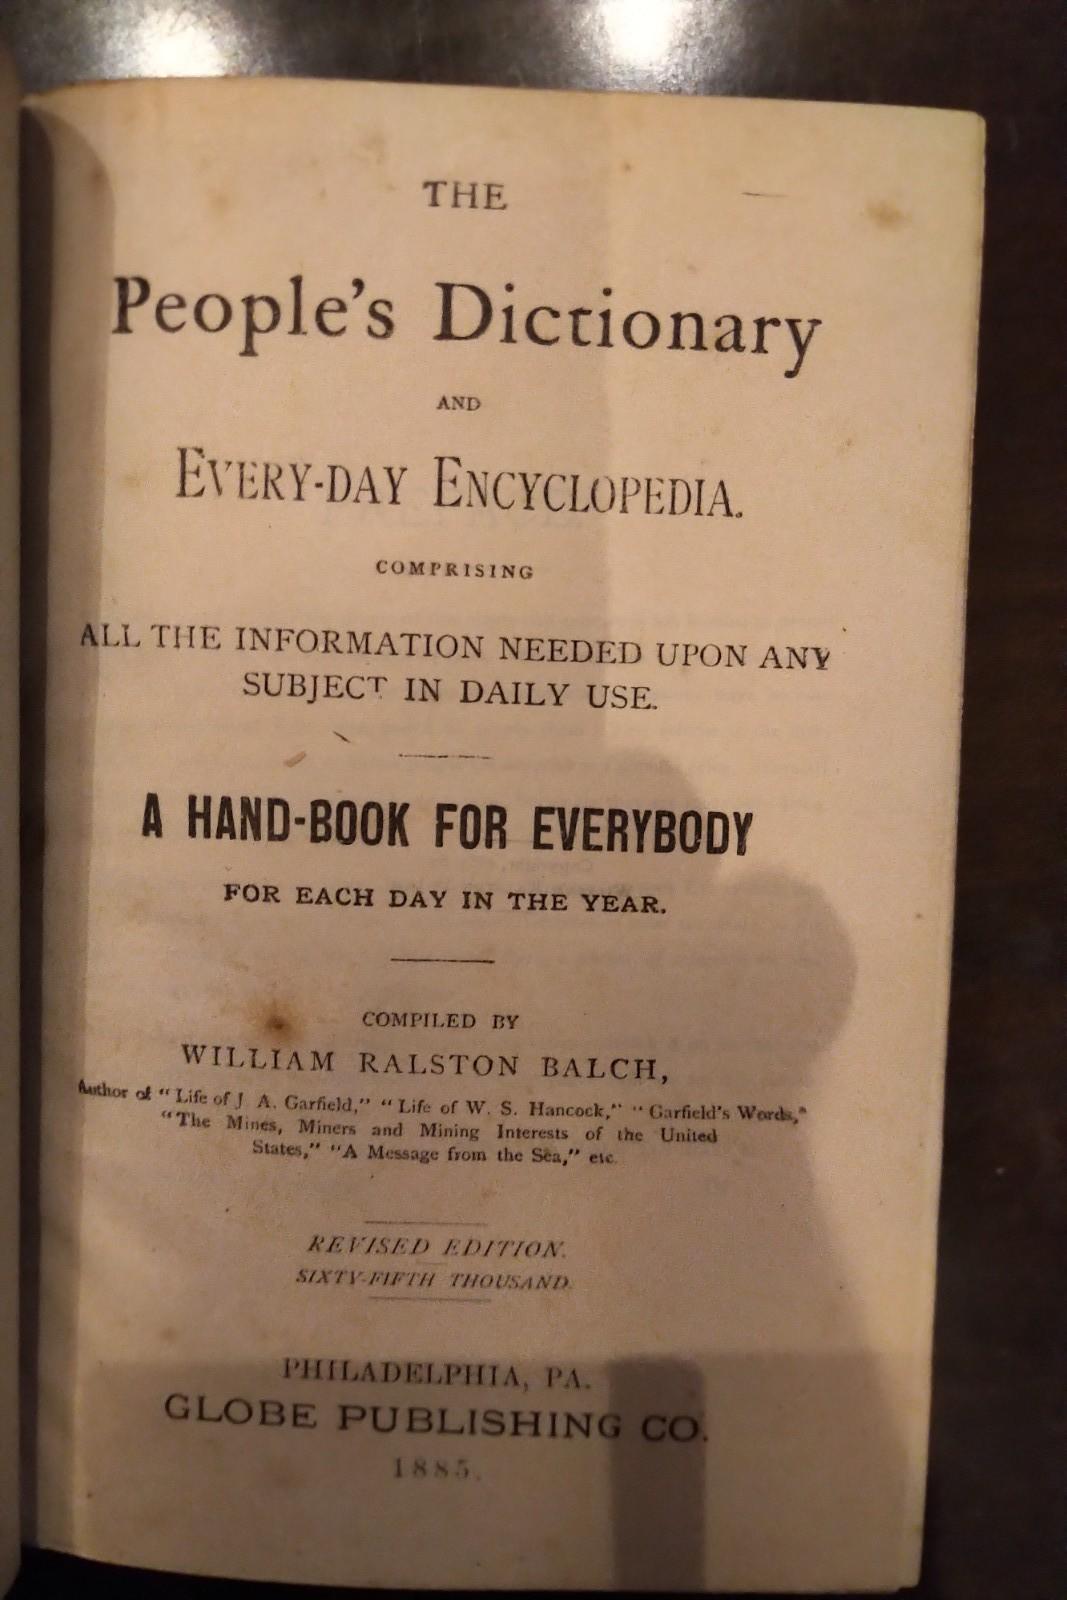 THE
People's Dictionary
AND
EVERY-DAY ENCYCLOPEDIA.
COMPRISING
ALL THE INFORMATION NEEDED UPON ANY
SUBJECT IN DAILY USE.
A HAND-BOOK FOR EVERYBODY
FOR EACH DAY IN THE YEAR.
COMPILED BY
WILLIAM RALSTON BALCH,
Author of "Life of J A. Garfield," "Life of W. S. Hancock," "Garfield's Words,"
"The Mines, Miners and Mining Interests of the United
States," "A Message from the Sea," etc.
REVISED EDITION.
SIXTY-FIFTH THOUSAND.
PHILADELPHIA, PA.
GLOBE PUBLISHING CO.
1885.